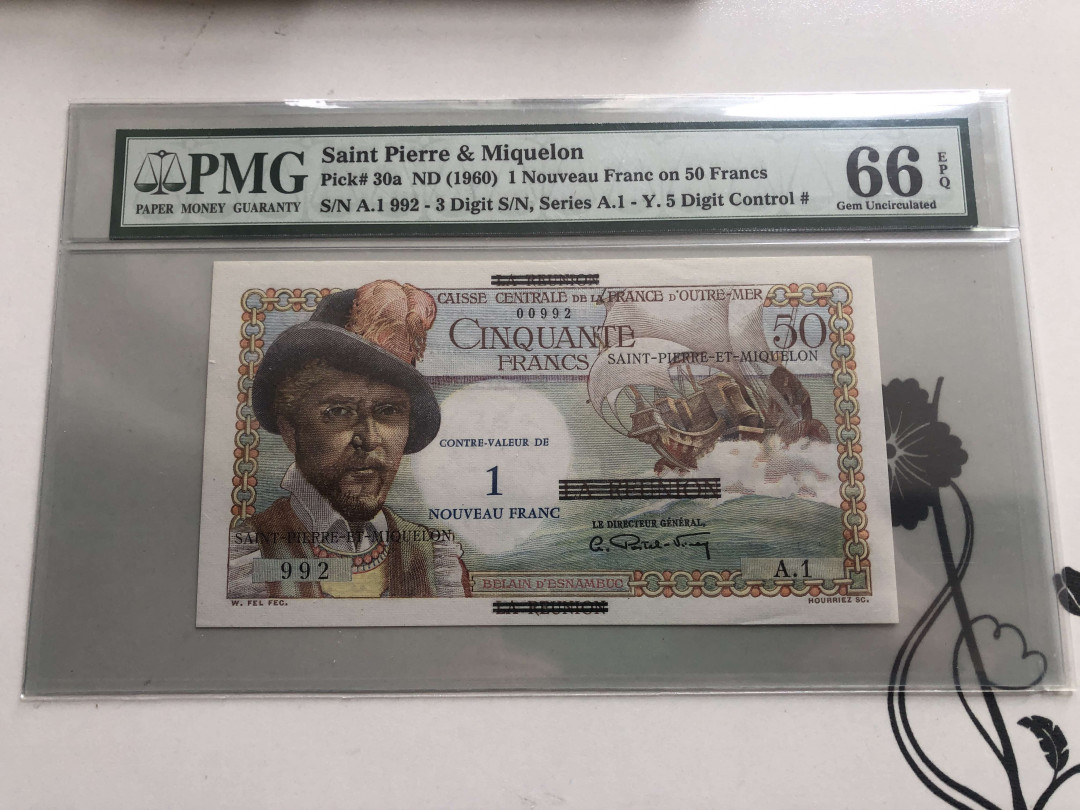 PMG
PAPER MONEY GUARANTY
Saint Pierre & Miquelon
Pick# 30a ND (1960) 1 Nouveau Franc on 50 Francs
S/N A.1 992 - 3 Digit S/N, Series A.1 - Y. 5 Digit Control #
66
EPQ
Gem Uncirculated
LA RÉUNION
CAISSE CENTRALE DE LA FRANCE D'OUTRE-MER
00992
CINQUANTE
FRANCS
50
SAINT-PIERRE-ET-MIQUELON
CONTRE-VALEUR DE
1
NOUVEAU FRANC
LA RÉUNION
LE DIRECTEUR GÉNÉRAL,
SAINT-PIERRE-ET-MIQUELON
992
A.1
BELAIN D'ESNAMBUC
W. FEL FEC.
HOURRIEZ SC.
LA RÉUNION